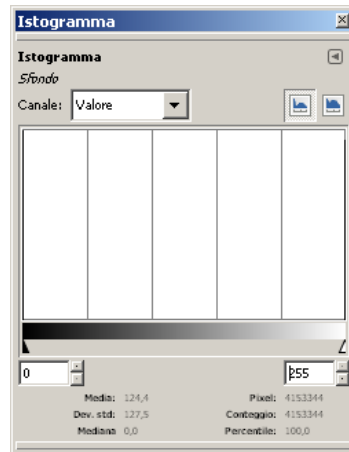 Istogramma
Istogramma
Sfondo
Canale: Valore
0 255
Media: 124,4 Pixel: 4153344
Dev. std: 127,5 Conteggio: 4153344
Mediana 0,0 Percentile: 100,0